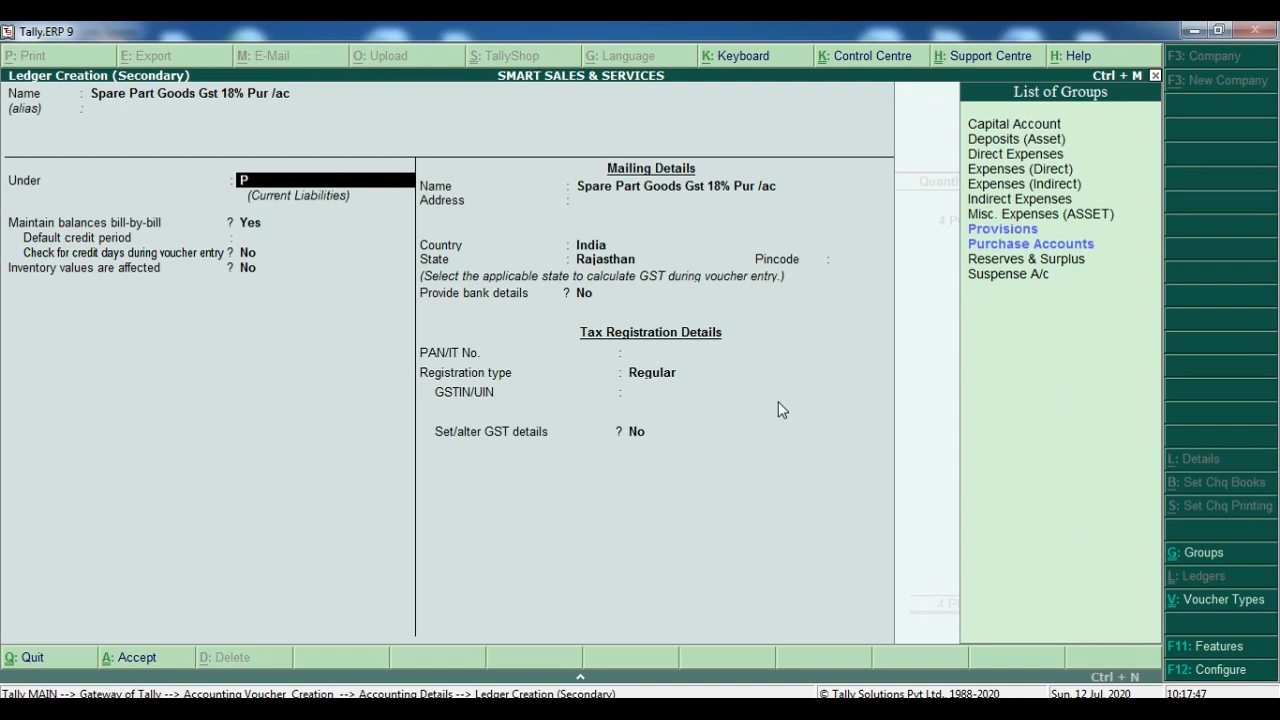 Tally.ERP 9
P: Print E: Export M: E-Mail O: Upload S: TallyShop G: Language K: Keyboard K: Control Centre H: Support Centre H: Help
F3: Company
Ledger Creation (Secondary) SMART SALES & SERVICES Ctrl + M
F3: New Company
Name : Spare Part Goods Gst 18% Pur /ac
(alias) :
List of Groups
Capital Account
Deposits (Asset)
Direct Expenses
Expenses (Direct)
Expenses (Indirect)
Indirect Expenses
Misc. Expenses (ASSET)
Provisions
Purchase Accounts
Reserves & Surplus
Suspense A/c
Under : P
(Current Liabilities)
Maintain balances bill-by-bill ? Yes
Default credit period :
Check for credit days during voucher entry ? No
Inventory values are affected ? No
Mailing Details
Name : Spare Part Goods Gst 18% Pur /ac
Address :
Country : India
State : Rajasthan Pincode :
(Select the applicable state to calculate GST during voucher entry.)
Provide bank details ? No
Tax Registration Details
PAN/IT No. :
Registration type : Regular
GSTIN/UIN :
Set/alter GST details ? No
L: Details
B: Set Chq Books
S: Set Chq Printing
G: Groups
L: Ledgers
V: Voucher Types
F11: Features
F12: Configure
Q: Quit A: Accept D: Delete
Ctrl + N
Tally MAIN --> Gateway of Tally --> Accounting Voucher Creation --> Accounting Details --> Ledger Creation (Secondary) © Tally Solutions Pvt Ltd., 1988-2020 Sun, 12 Jul, 2020 10:17:47